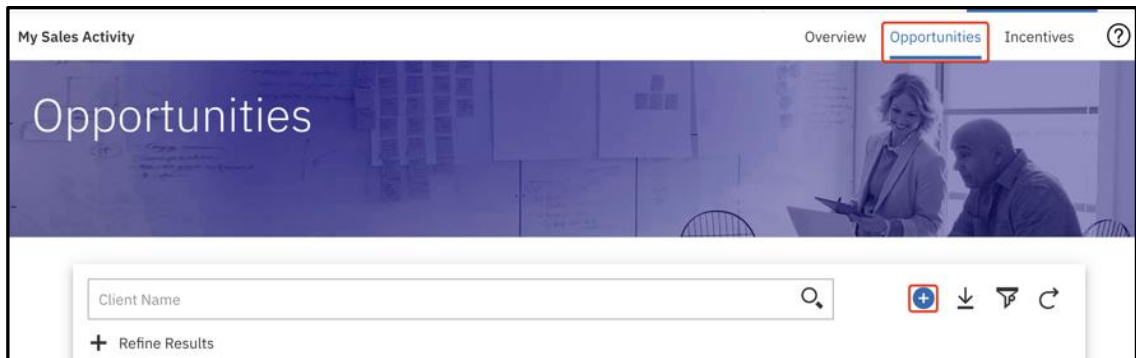 My Sales Activity Overview Opportunities Incentives ?
Opportunities
Client Name
+ Refine Results